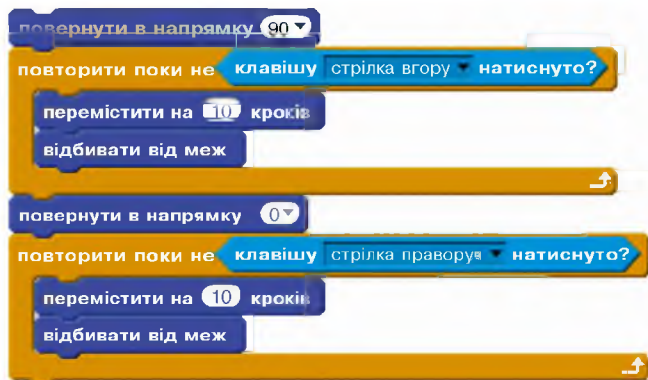 повернути в напрямку 90
повторити поки не клавішу стрілка вгору натиснуто?
перемістити на 10 кроків
відбивати від меж
повернути в напрямку 0
повторити поки не клавішу стрілка праворуч натиснуто?
перемістити на 10 кроків
відбивати від меж